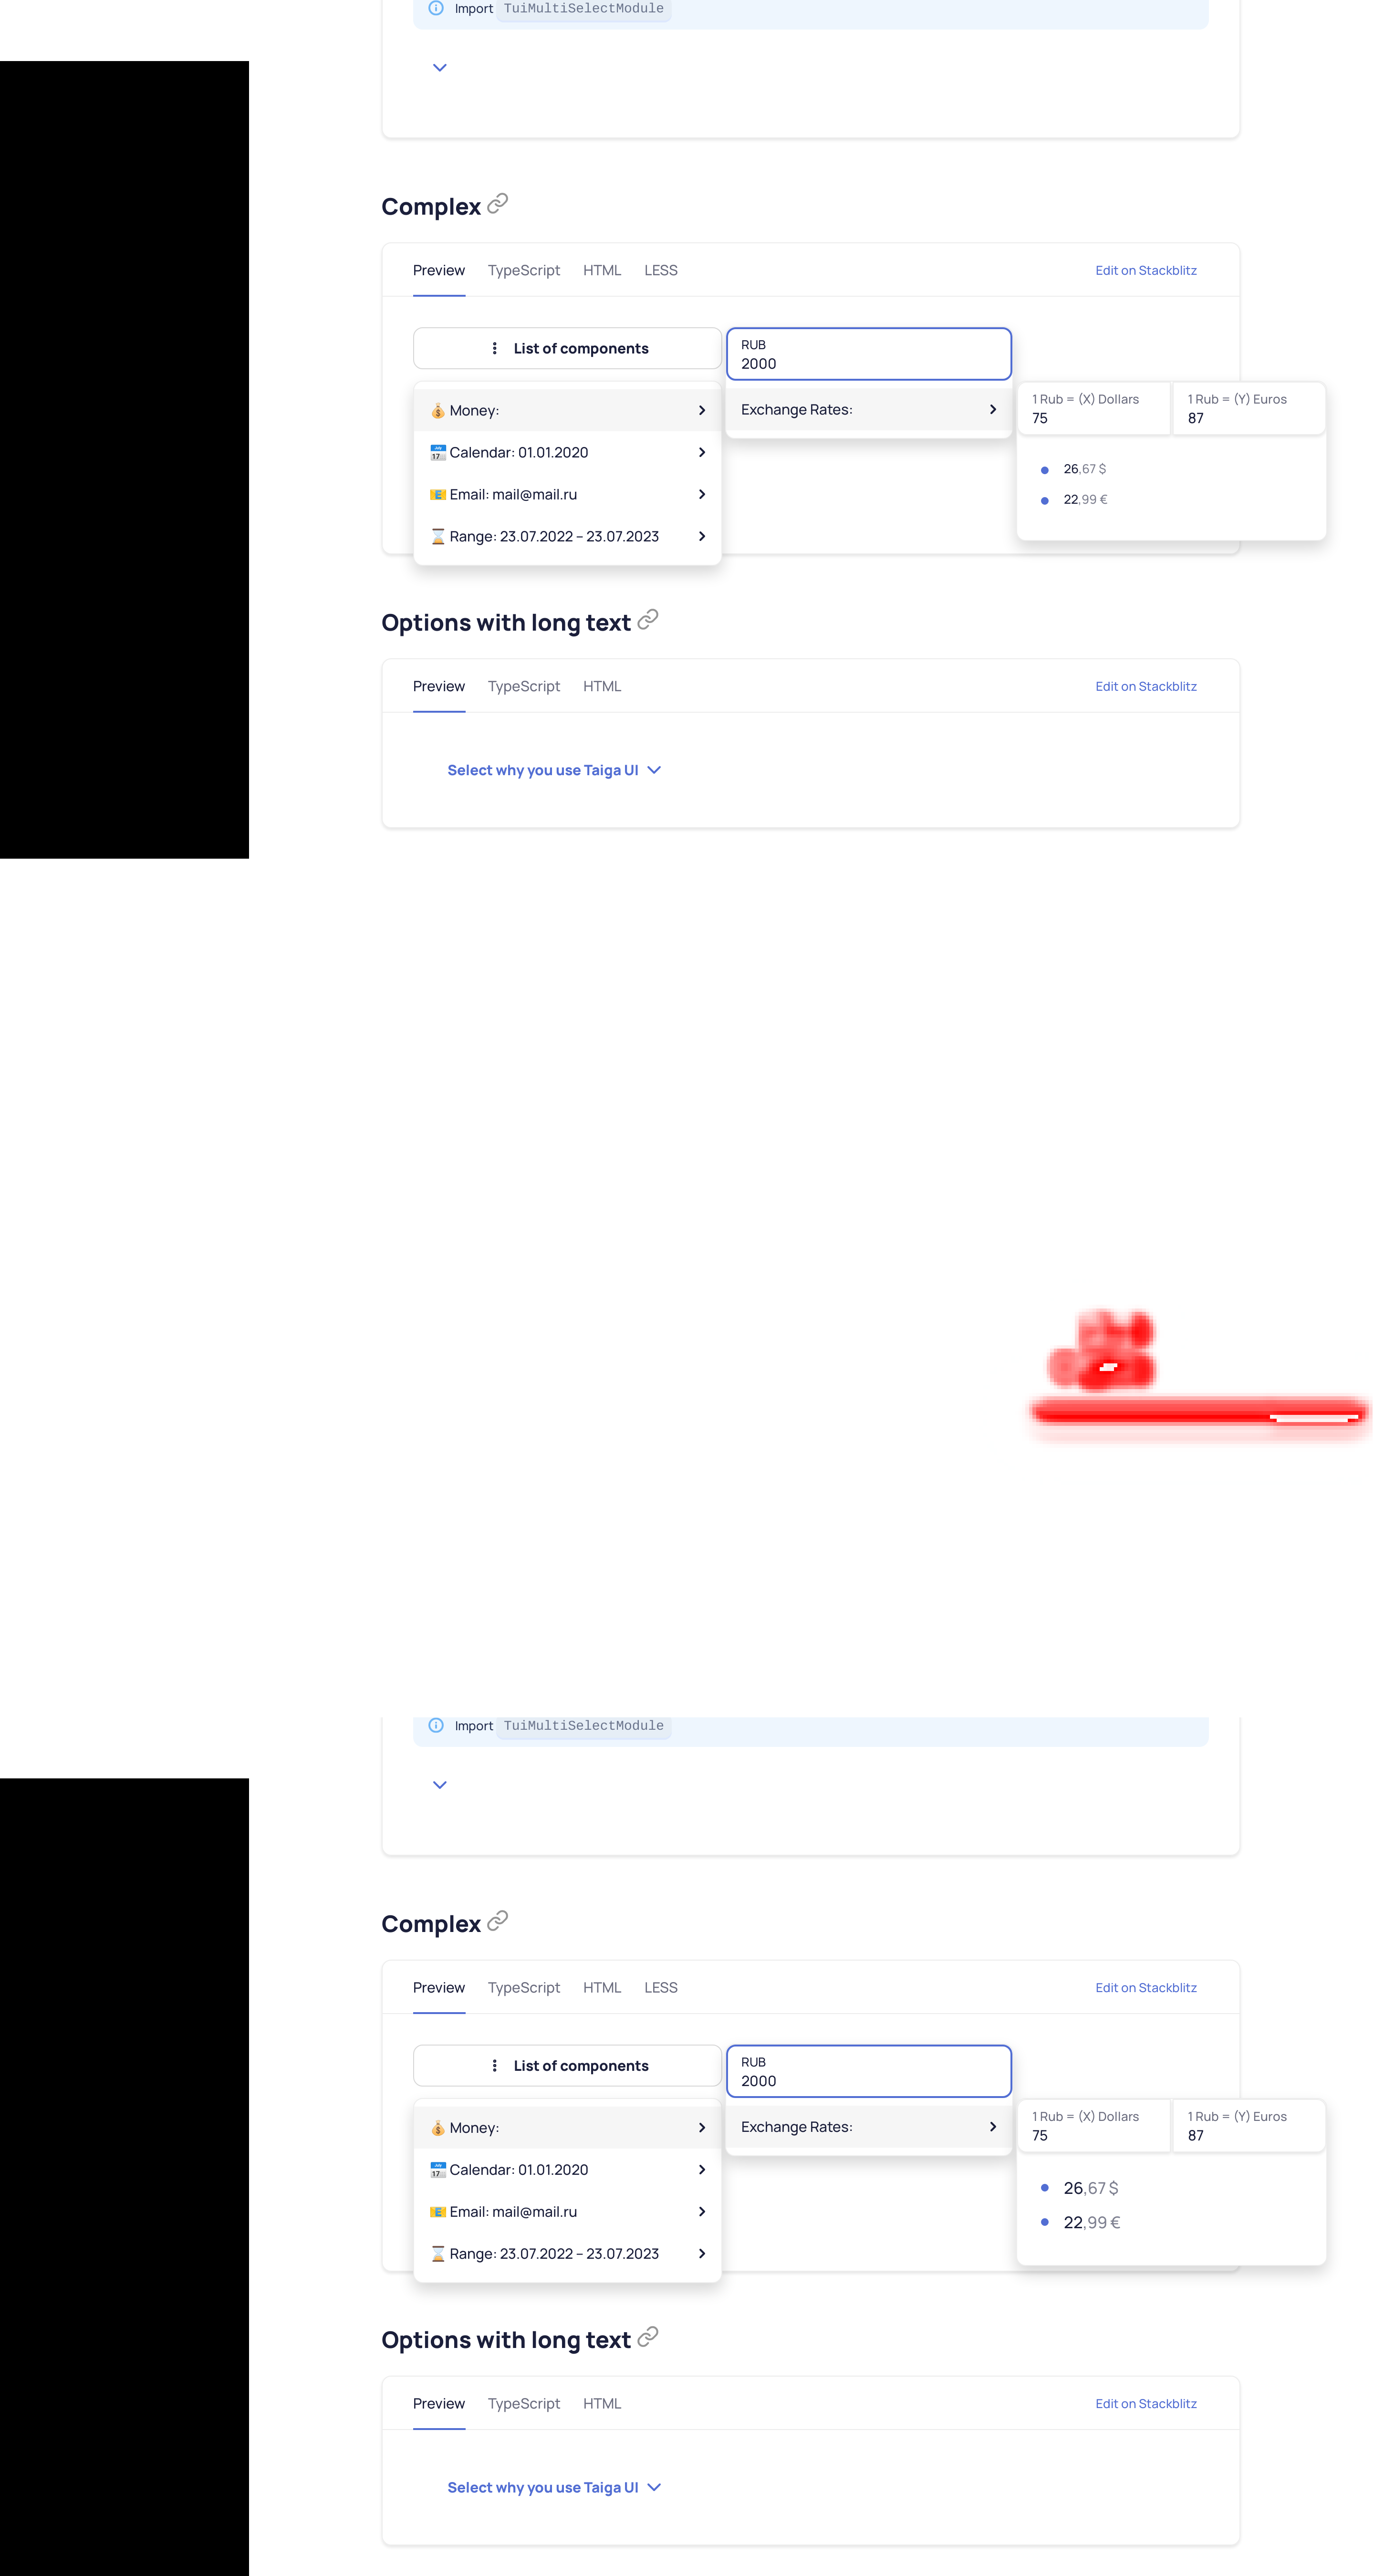 Import TuiMultiSelectModule
Complex
Preview TypeScript HTML LESS Edit on Stackblitz
List of components
RUB
2000
💰 Money:
Exchange Rates:
1 Rub = (X) Dollars
75
1 Rub = (Y) Euros
87
📅 Calendar: 01.01.2020
📧 Email: mail@mail.ru
⌛ Range: 23.07.2022 – 23.07.2023
26,67 $
22,99 €
Options with long text
Preview TypeScript HTML Edit on Stackblitz
Select why you use Taiga UI
Import TuiMultiSelectModule
Complex
Preview TypeScript HTML LESS Edit on Stackblitz
List of components
RUB
2000
💰 Money:
Exchange Rates:
1 Rub = (X) Dollars
75
1 Rub = (Y) Euros
87
📅 Calendar: 01.01.2020
📧 Email: mail@mail.ru
⌛ Range: 23.07.2022 – 23.07.2023
26,67 $
22,99 €
Options with long text
Preview TypeScript HTML Edit on Stackblitz
Select why you use Taiga UI